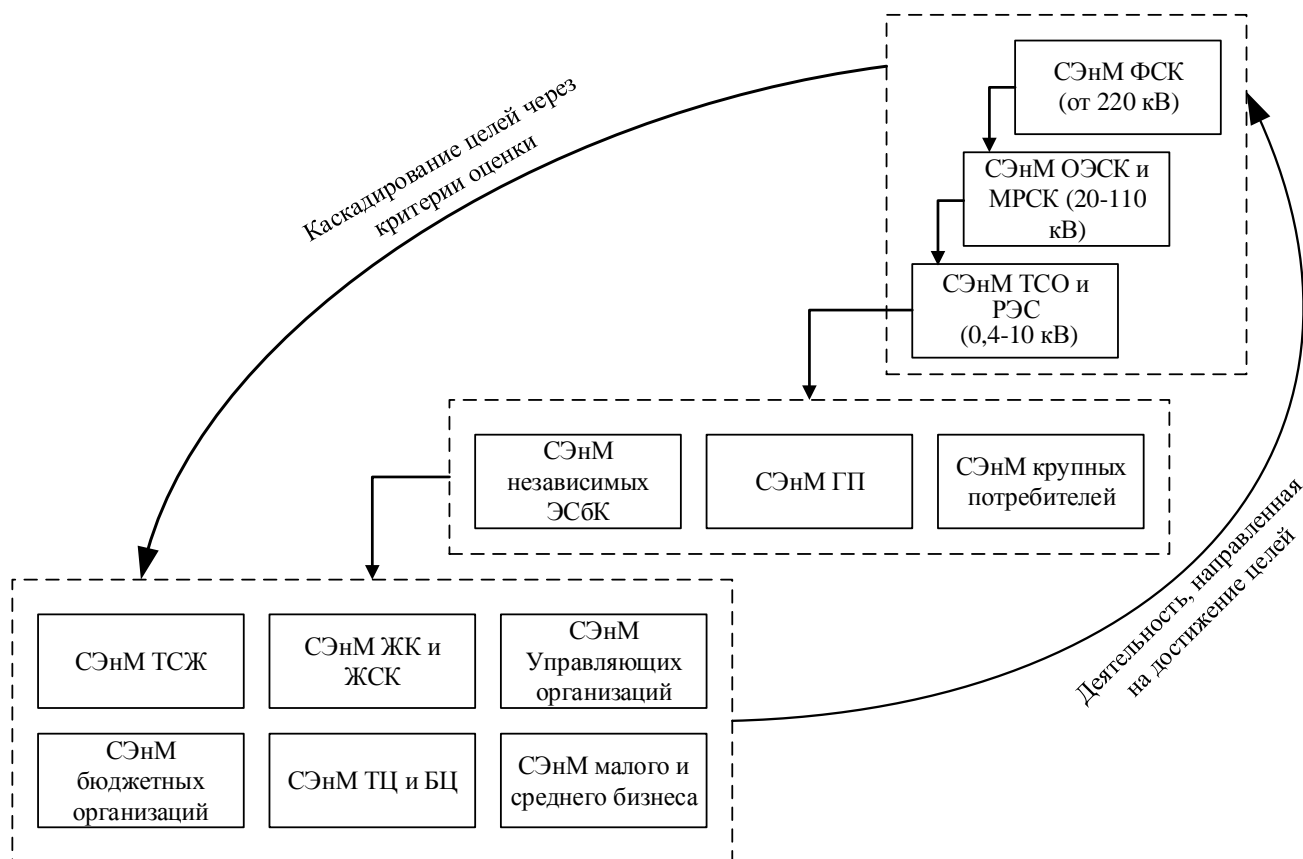 СЭнМ ФСК
(от 220 кВ)
Каскадирование целей через
критерии оценки
СЭнМ ОЭСК и
МРСК (20-110
кВ)
СЭнМ ТСО и
РЭС
(0,4-10 кВ)
СЭнМ
независимых
ЭСбК
СЭнМ ГП
СЭнМ крупных
потребителей
Деятельность, направленная
на достижение целей
СЭнМ ТСЖ
СЭнМ ЖК и
ЖСК
СЭнМ
Управляющих
организаций
СЭнМ
бюджетных
организаций
СЭнМ ТЦ и БЦ
СЭнМ малого и
среднего бизнеса